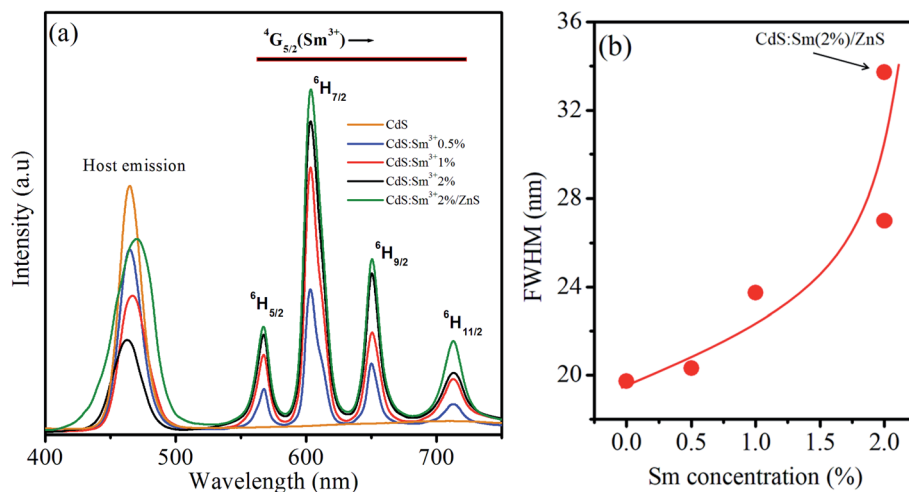 (a)
⁴G₅/₂(Sm³⁺)
⁶H₇/₂
CdS
CdS:Sm³⁺0.5%
CdS:Sm³⁺1%
CdS:Sm³⁺2%
CdS:Sm³⁺2%/ZnS
Host emission
⁶H₉/₂
⁶H₅/₂
⁶H₁₁/₂
Intensity (a.u)
400
500
600
700
Wavelength (nm)
(b)
CdS:Sm(2%)/ZnS
36
32
28
24
20
FWHM (nm)
0.0
0.5
1.0
1.5
2.0
Sm concentration (%)